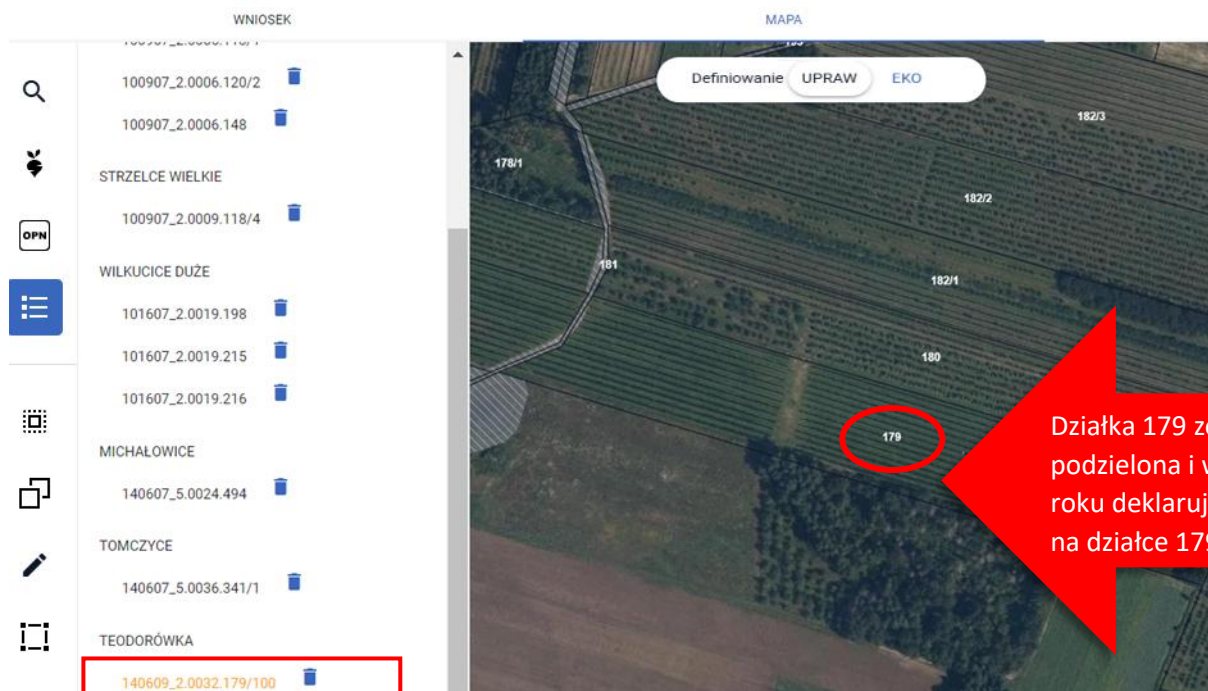 WNIOSEK
MAPA
100907_2.0006.120/2
100907_2.0006.148
STRZELCE WIELKIE
100907_2.0009.118/4
WILKUCICE DUŻE
101607_2.0019.198
101607_2.0019.215
101607_2.0019.216
MICHAŁOWICE
140607_5.0024.494
TOMCZYCE
140607_5.0036.341/1
TEODORÓWKA
140609_2.0032.179/100
OPN
Definiowanie UPRAW EKO
182/3
178/1
182/2
181
182/1
180
179
Działka 179
podzielona i
roku deklaruj
na działce 179